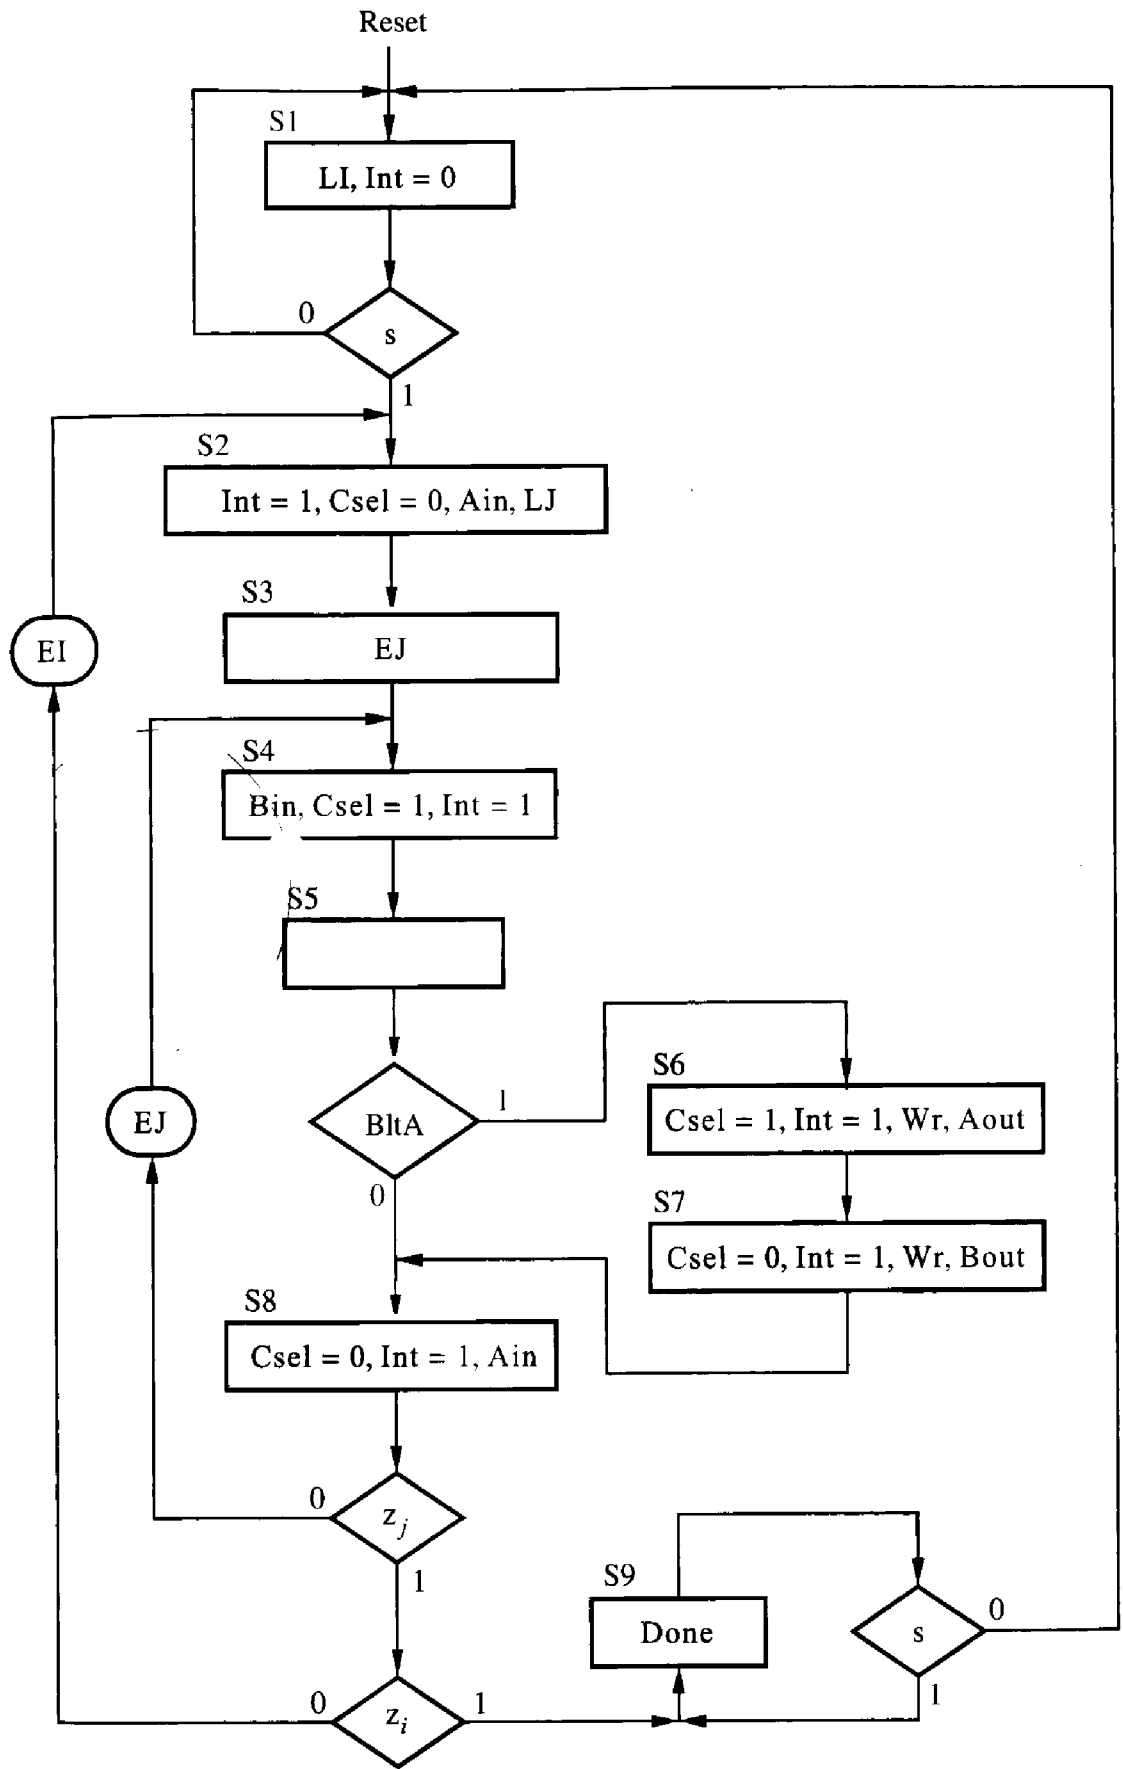 Reset
S1
LI, Int = 0
0
s
1
S2
Int = 1, Csel = 0, Ain, LJ
S3
EJ
EI
S4
Bin, Csel = 1, Int = 1
S5
S6
1
Csel = 1, Int = 1, Wr, Aout
EJ
BltA
0
S7
Csel = 0, Int = 1, Wr, Bout
S8
Csel = 0, Int = 1, Ain
0
zj
1
S9
0
Done
s
0
1
1
zi